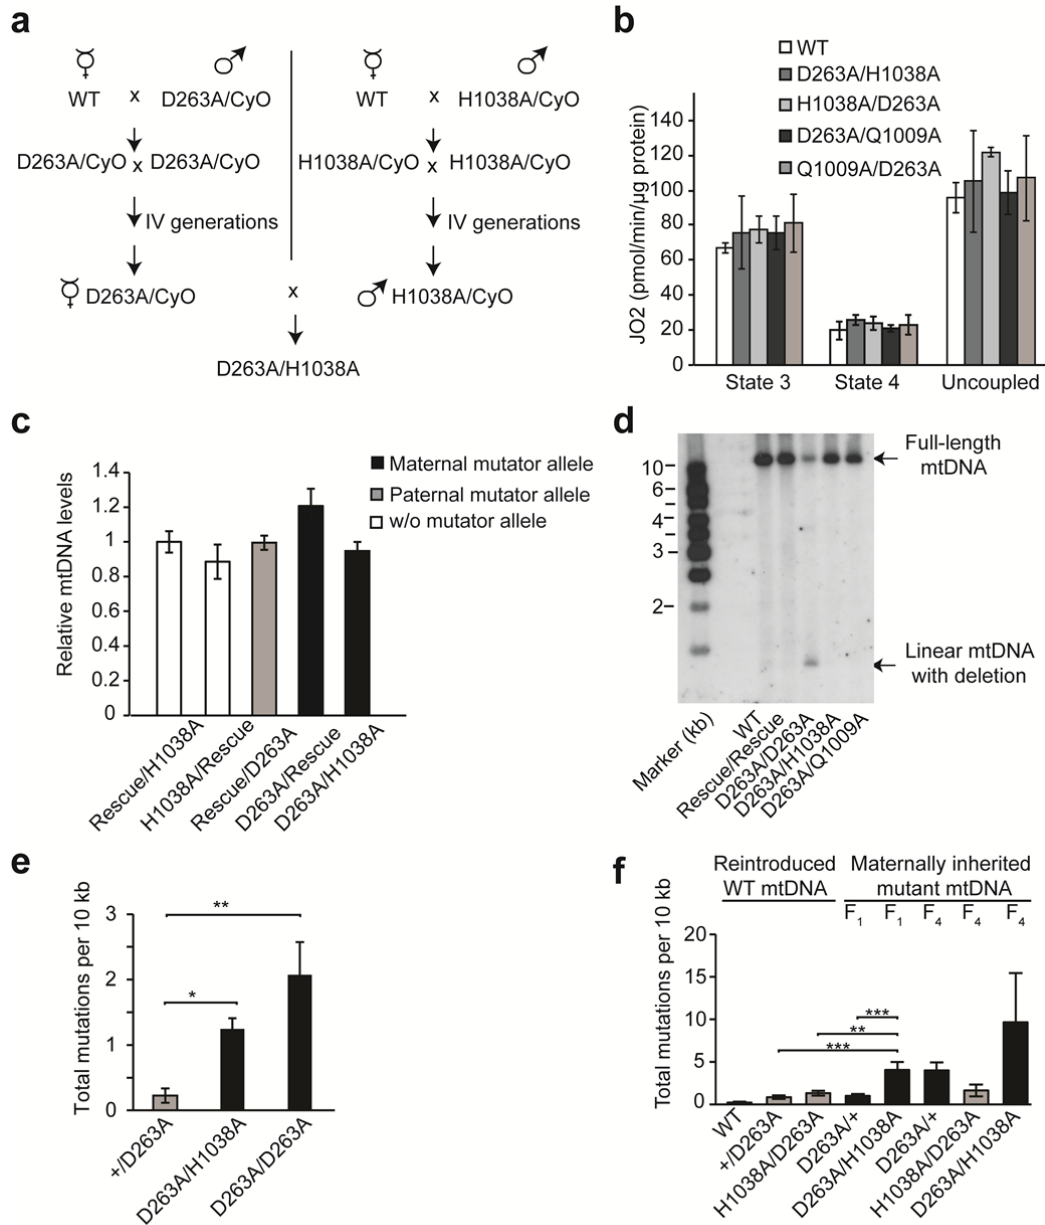 a
WT x D263A/CyO
D263A/CyO x D263A/CyO
IV generations
D263A/CyO
WT x H1038A/CyO
H1038A/CyO x H1038A/CyO
IV generations
x
H1038A/CyO
D263A/H1038A
b
WT
D263A/H1038A
H1038A/D263A
D263A/Q1009A
Q1009A/D263A
JO2 (pmol/min/µg protein)
140
120
100
80
60
40
20
0
State 3
State 4
Uncoupled
c
Maternal mutator allele
Paternal mutator allele
w/o mutator allele
Relative mtDNA levels
1.4
1.2
1
0.8
0.6
0.4
0.2
0
Rescue/H1038A
H1038A/Rescue
Rescue/D263A
D263A/Rescue
D263A/H1038A
d
10
6
4
3
2
Full-length
mtDNA
Linear mtDNA
with deletion
Marker (kb)
WT
Rescue/Rescue
D263A/D263A
D263A/H1038A
D263A/Q1009A
e
Total mutations per 10 kb
3
2
1
0
**
*
+/D263A
D263A/H1038A
D263A/D263A
f
Reintroduced
WT mtDNA
Maternally inherited
mutant mtDNA
F1 F1 F4 F4 F4
Total mutations per 10 kb
20
15
10
5
0
***
**
***
WT
+/D263A
H1038A/D263A
D263A/+
D263A/H1038A
D263A/+
H1038A/D263A
D263A/H1038A